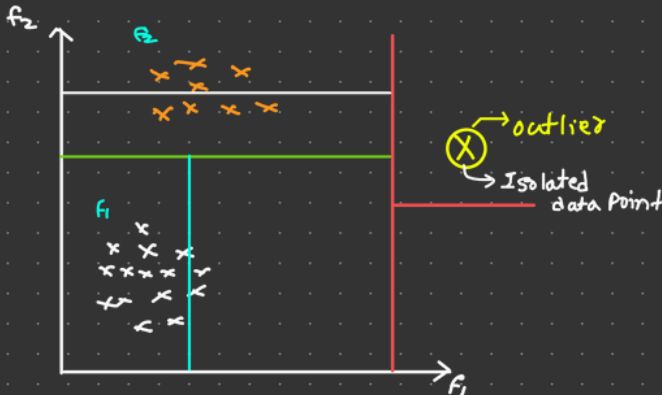 f₂
f₂
outlier
X
Isolated
data Point
f₁
f₁